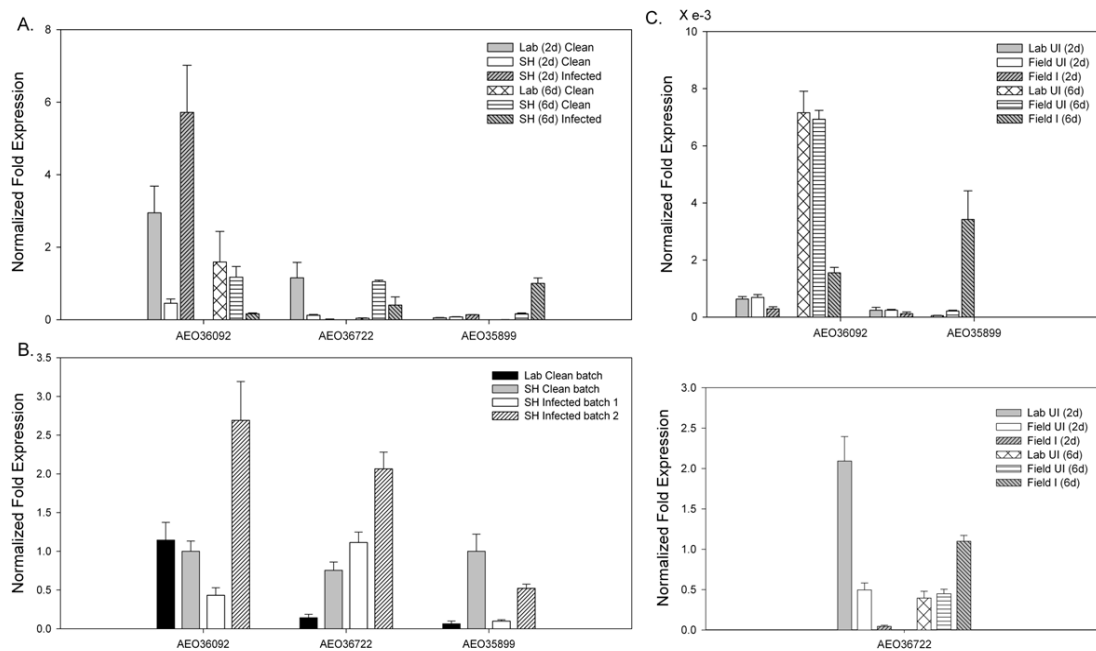 A.
Normalized Fold Expression
8
6
4
2
0
Lab (2d) Clean
SH (2d) Clean
SH (2d) Infected
Lab (6d) Clean
SH (6d) Clean
SH (6d) Infected
AEO36092 AEO36722 AEO35899
B.
Normalized Fold Expression
3.5
3.0
2.5
2.0
1.5
1.0
0.5
0.0
Lab Clean batch
SH Clean batch
SH Infected batch 1
SH Infected batch 2
AEO36092 AEO36722 AEO35899
C. X e-3
Normalized Fold Expression
10
8
6
4
2
0
Lab UI (2d)
Field UI (2d)
Field I (2d)
Lab UI (6d)
Field UI (6d)
Field I (6d)
AEO36092 AEO35899
Normalized Fold Expression
3.0
2.5
2.0
1.5
1.0
0.5
0.0
Lab UI (2d)
Field UI (2d)
Field I (2d)
Lab UI (6d)
Field UI (6d)
Field I (6d)
AEO36722